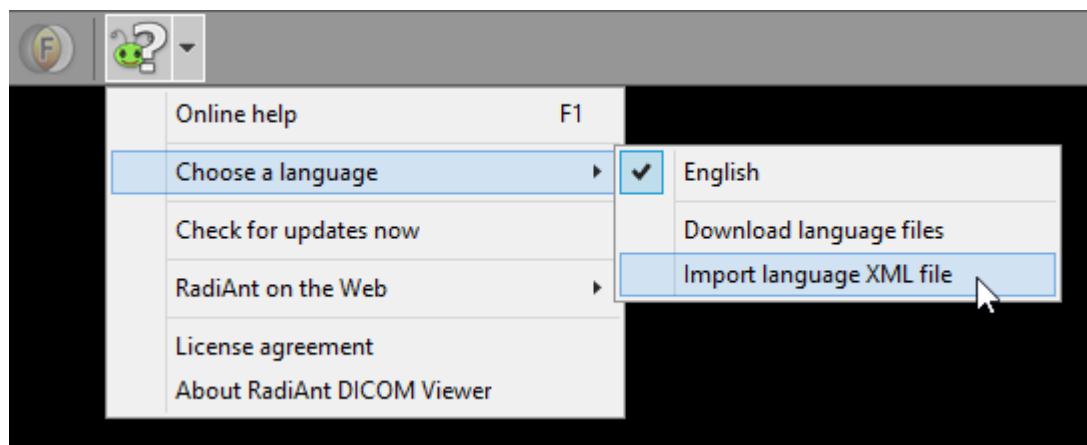 F
?
Online help F1
Choose a language
English
Check for updates now
Download language files
RadiAnt on the Web
Import language XML file
License agreement
About RadiAnt DICOM Viewer